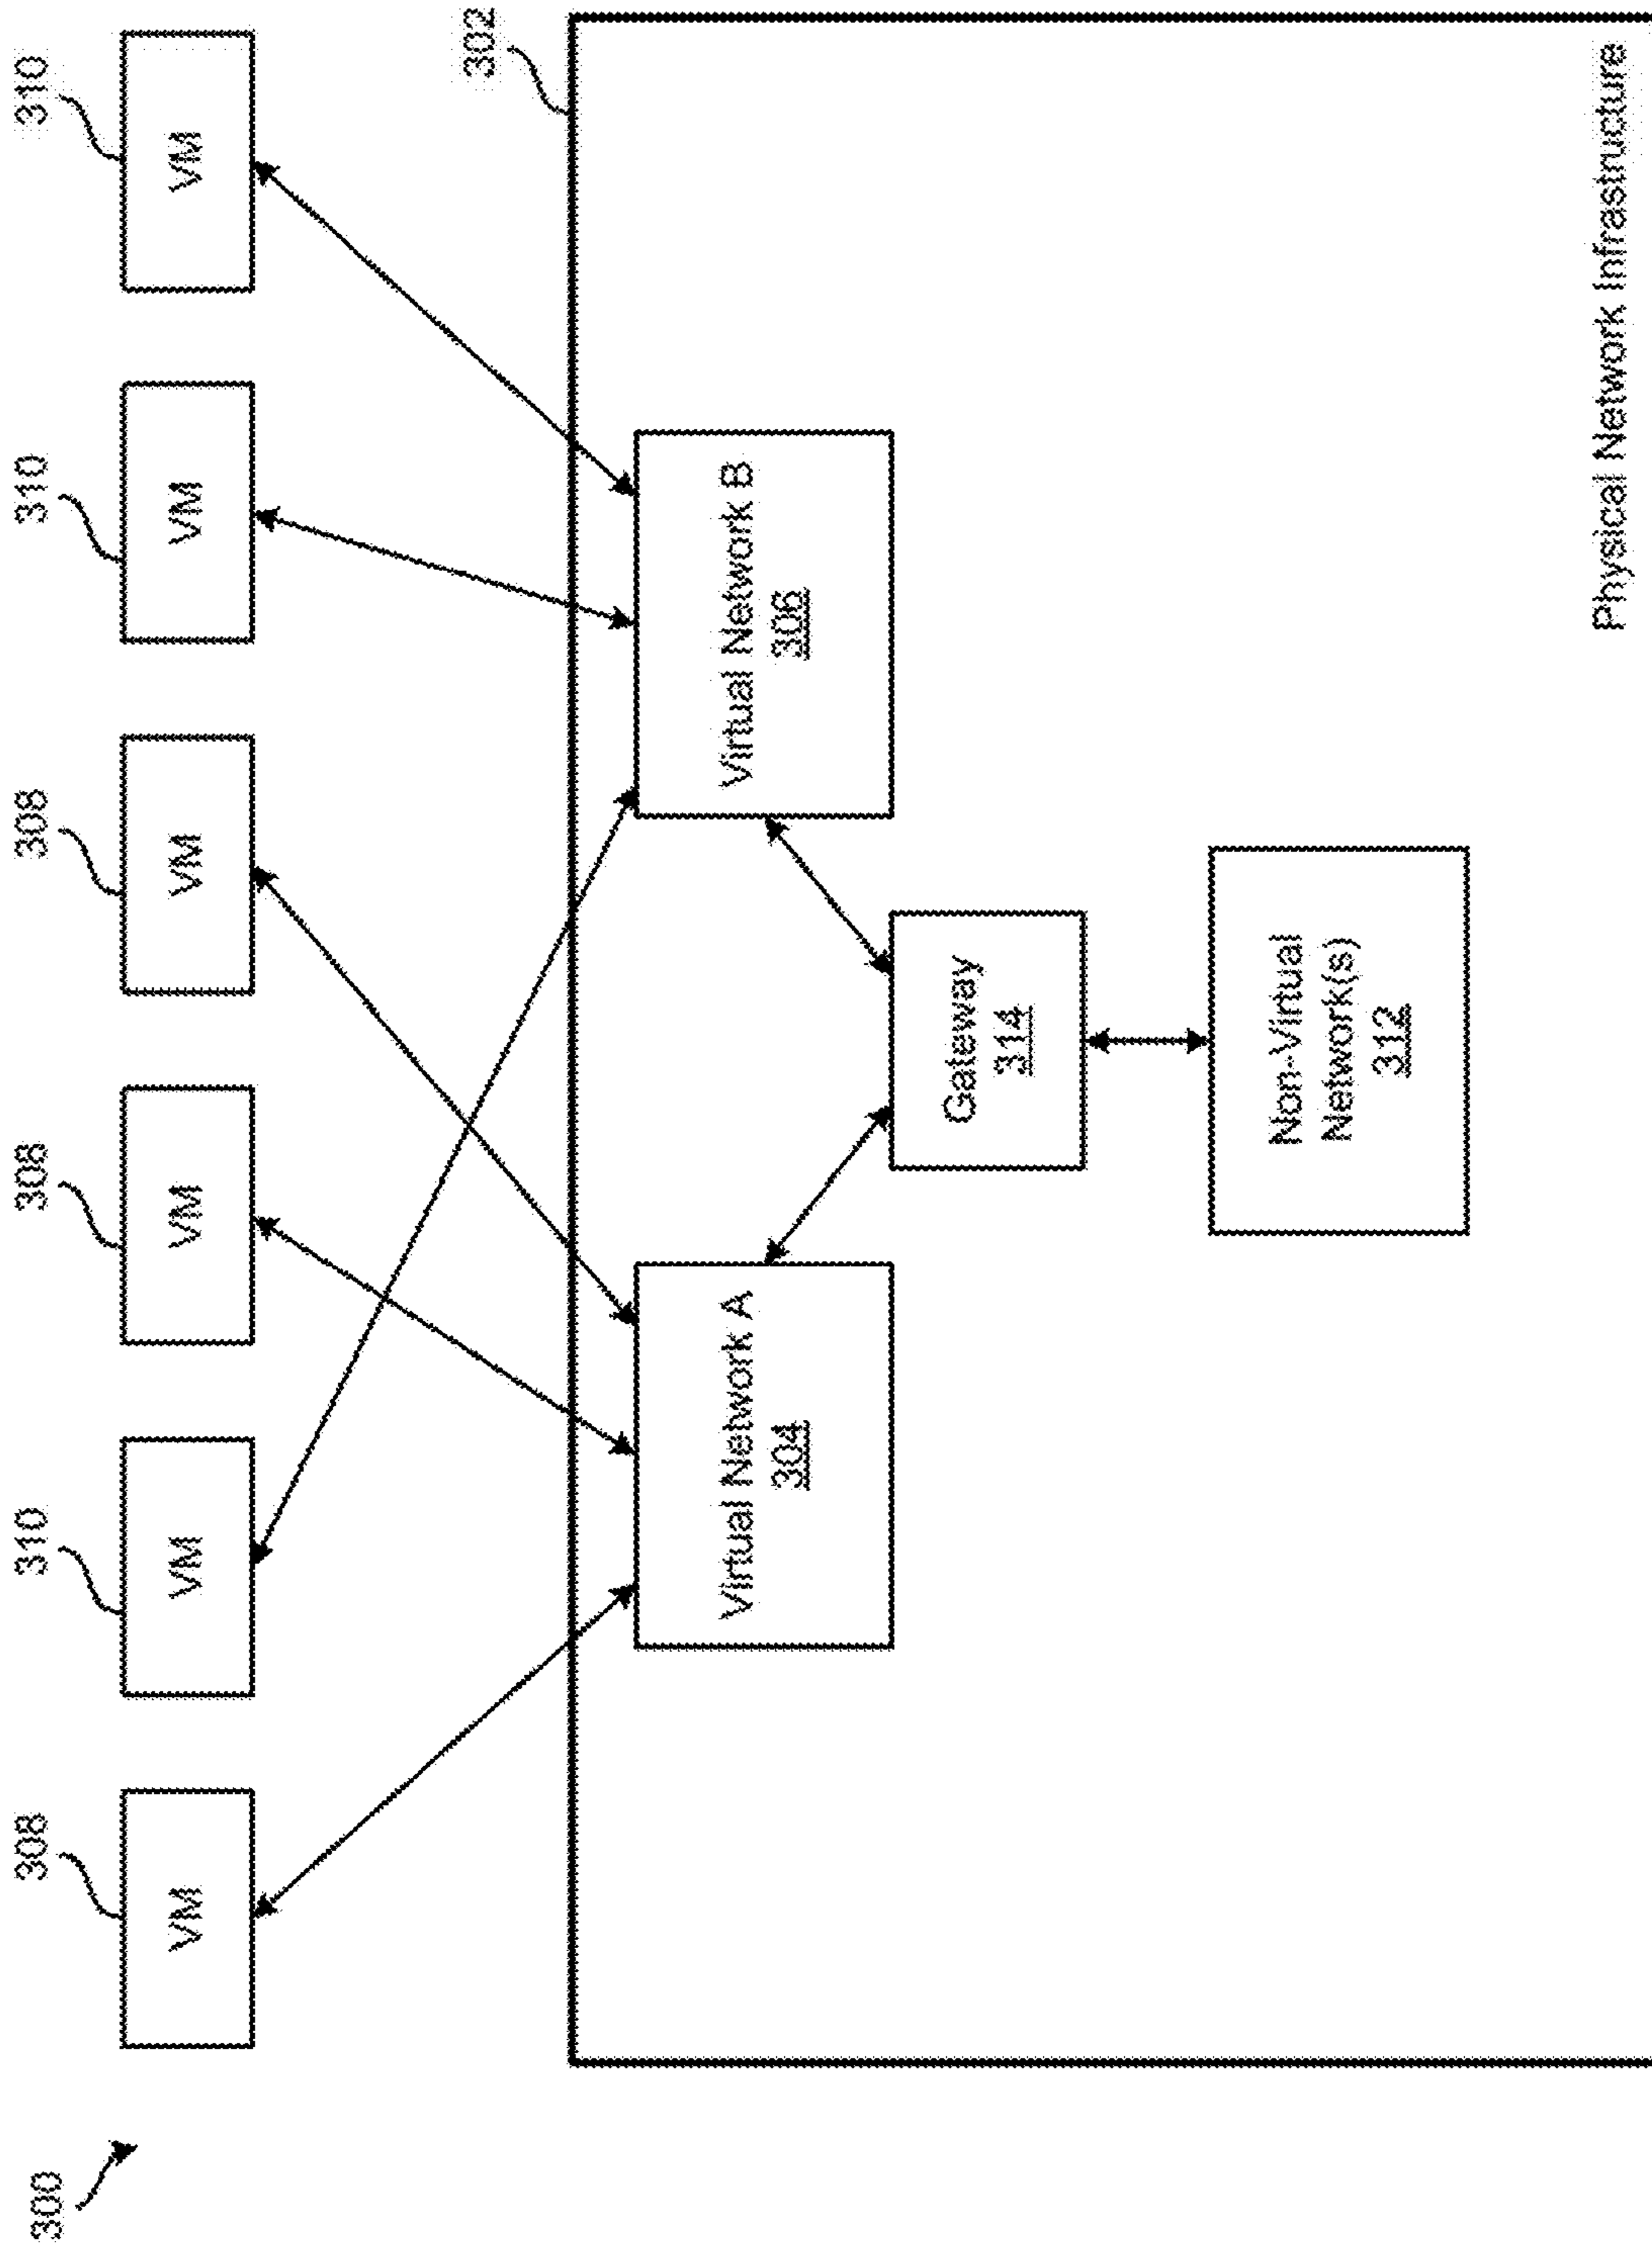 300
308
310
308
308
310
310
VM
VM
VM
VM
VM
VM
302
Virtual Network A
304
Virtual Network B
306
Gateway
314
Non-Virtual
Network(s)
312
Physical Network Infrastructure